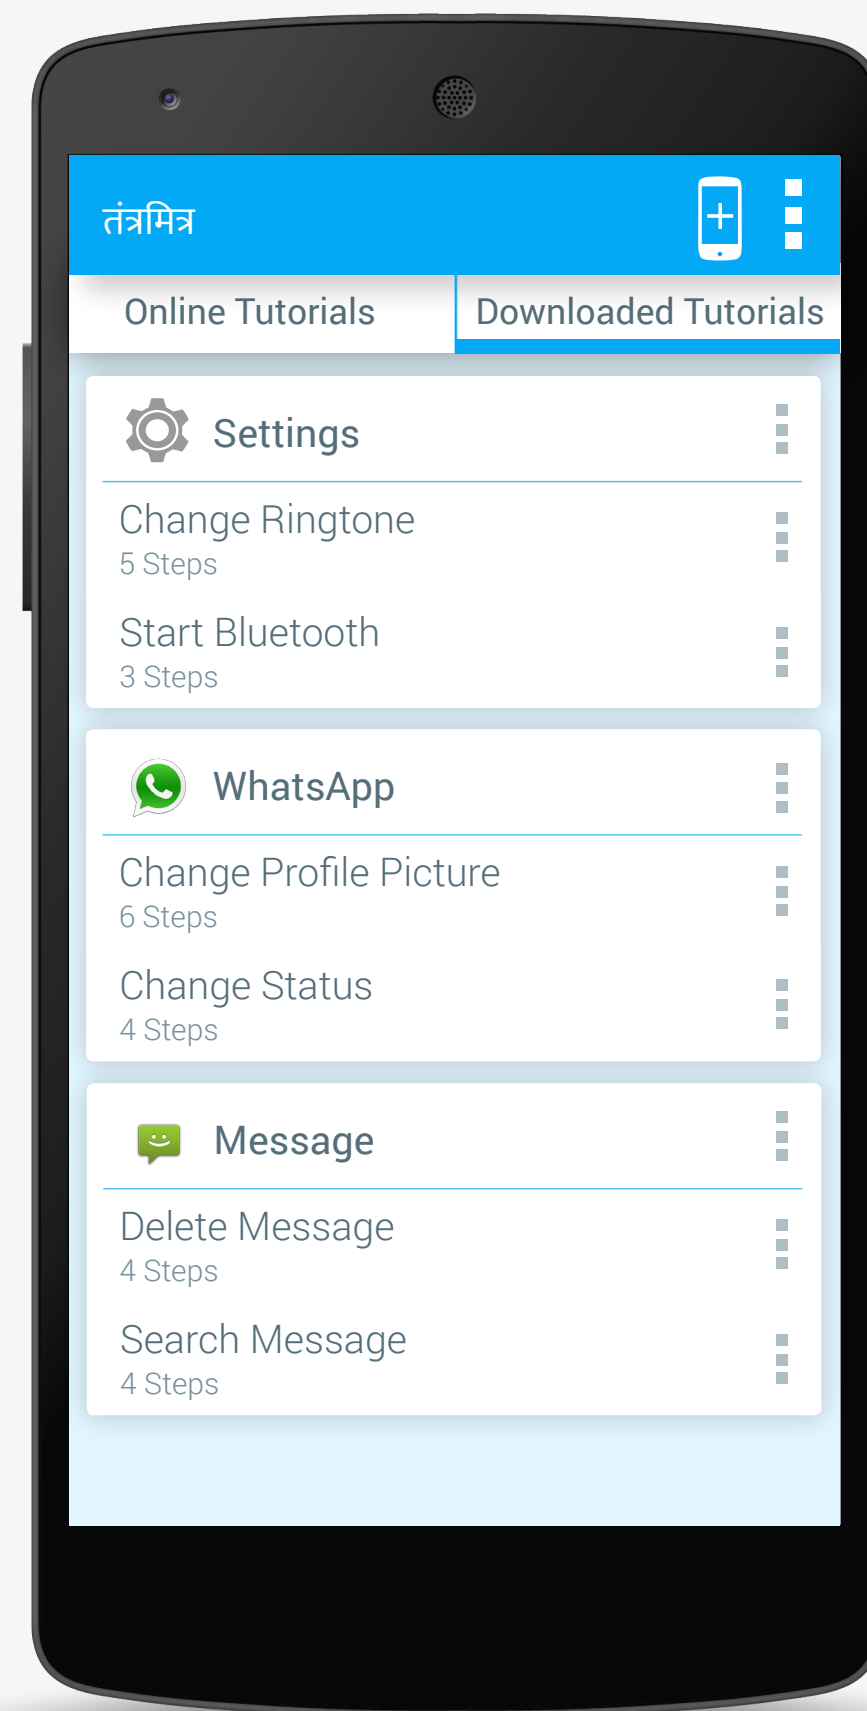 तंत्रमित्र
Online Tutorials
Downloaded Tutorials
Settings
Change Ringtone
5 Steps
Start Bluetooth
3 Steps
WhatsApp
Change Profile Picture
6 Steps
Change Status
4 Steps
Message
Delete Message
4 Steps
Search Message
4 Steps